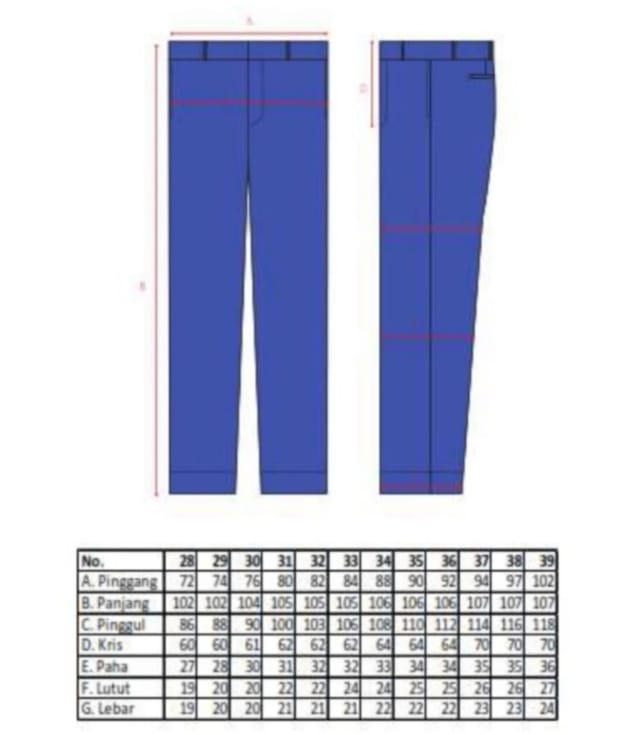 A
D
B
No. 28 29 30 31 32 33 34 35 36 37 38 39
A. Pinggang 72 74 76 80 82 84 88 90 92 94 97 102
B. Panjang 102 102 104 105 105 105 106 106 106 107 107 107
C. Pinggul 86 88 90 100 103 106 108 110 112 114 116 118
D. Kris 60 60 61 62 62 62 64 64 64 70 70 70
E. Paha 27 28 30 31 32 32 33 34 34 35 35 36
F. Lutut 19 20 20 22 22 24 24 25 25 26 26 27
G. Lebar 19 20 20 21 21 21 22 22 22 23 23 24